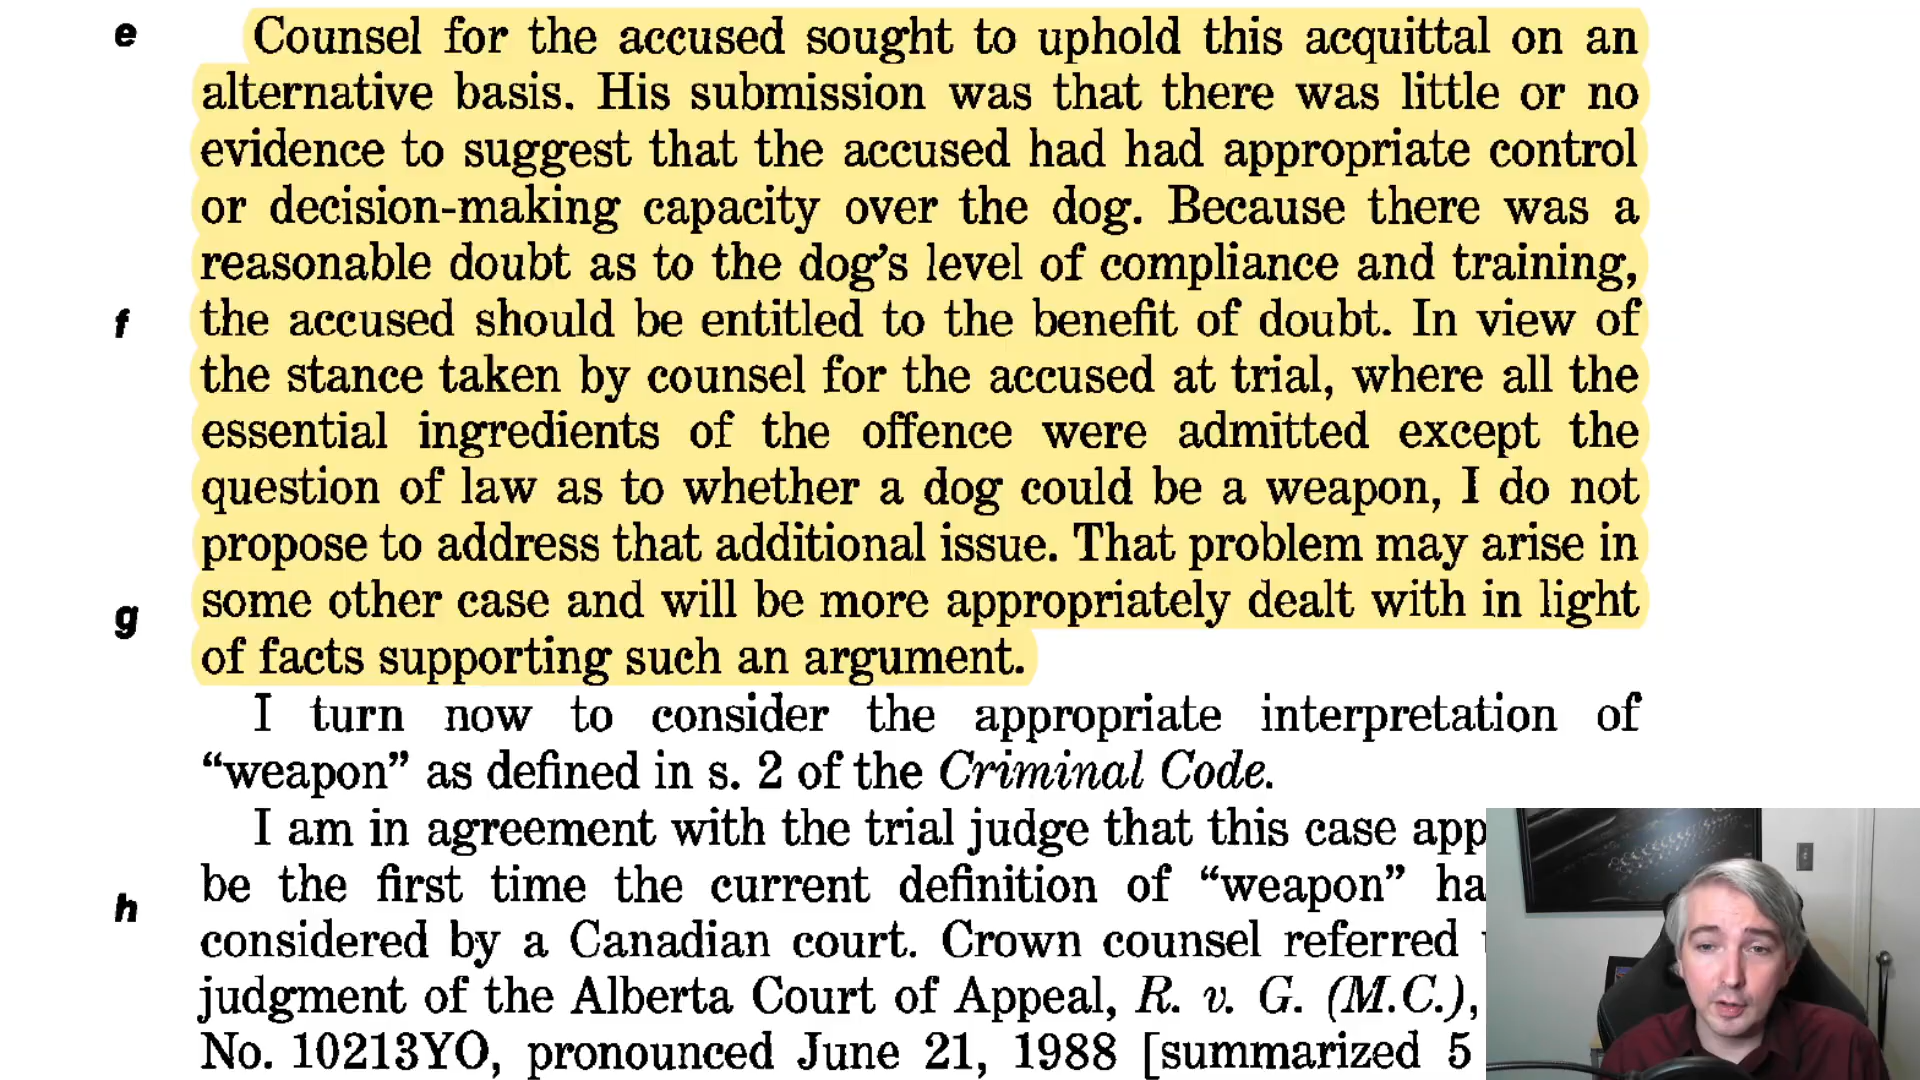 e
Counsel for the accused sought to uphold this acquittal on an
alternative basis. His submission was that there was little or no
evidence to suggest that the accused had had appropriate control
or decision-making capacity over the dog. Because there was a
reasonable doubt as to the dog's level of compliance and training,
f
the accused should be entitled to the benefit of doubt. In view of
the stance taken by counsel for the accused at trial, where all the
essential ingredients of the offence were admitted except the
question of law as to whether a dog could be a weapon, I do not
propose to address that additional issue. That problem may arise in
g
some other case and will be more appropriately dealt with in light
of facts supporting such an argument.
I turn now to consider the appropriate interpretation of
“weapon” as defined in s. 2 of the Criminal Code.
I am in agreement with the trial judge that this case app
h
be the first time the current definition of “weapon” ha
considered by a Canadian court. Crown counsel referred
judgment of the Alberta Court of Appeal, R. v. G. (M.C.),
No. 10213YO, pronounced June 21, 1988 [summarized 5